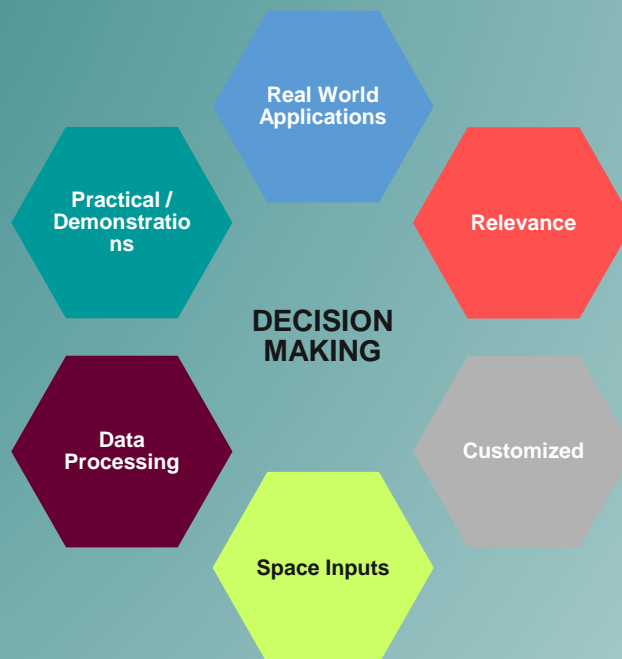 Real World
Applications
Practical /
Demonstratio
ns
Relevance
DECISION
MAKING
Data
Processing
Customized
Space Inputs